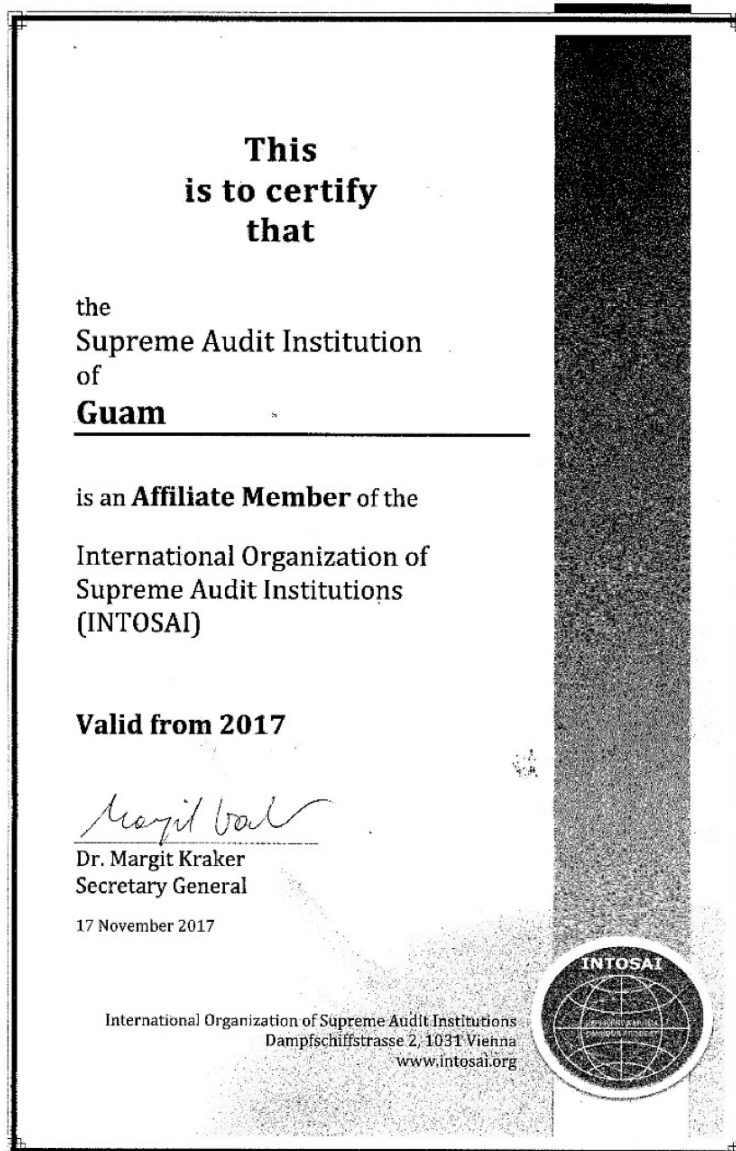 This
is to certify
that
the
Supreme Audit Institution
of
Guam
is an Affiliate Member of the
International Organization of
Supreme Audit Institutions
(INTOSAI)
Valid from 2017
Dr. Margit Kraker
Secretary General
17 November 2017
International Organization of Supreme Audit Institutions
Dampfschiffstrasse 2, 1031 Vienna
www.intosai.org
INTOSAI